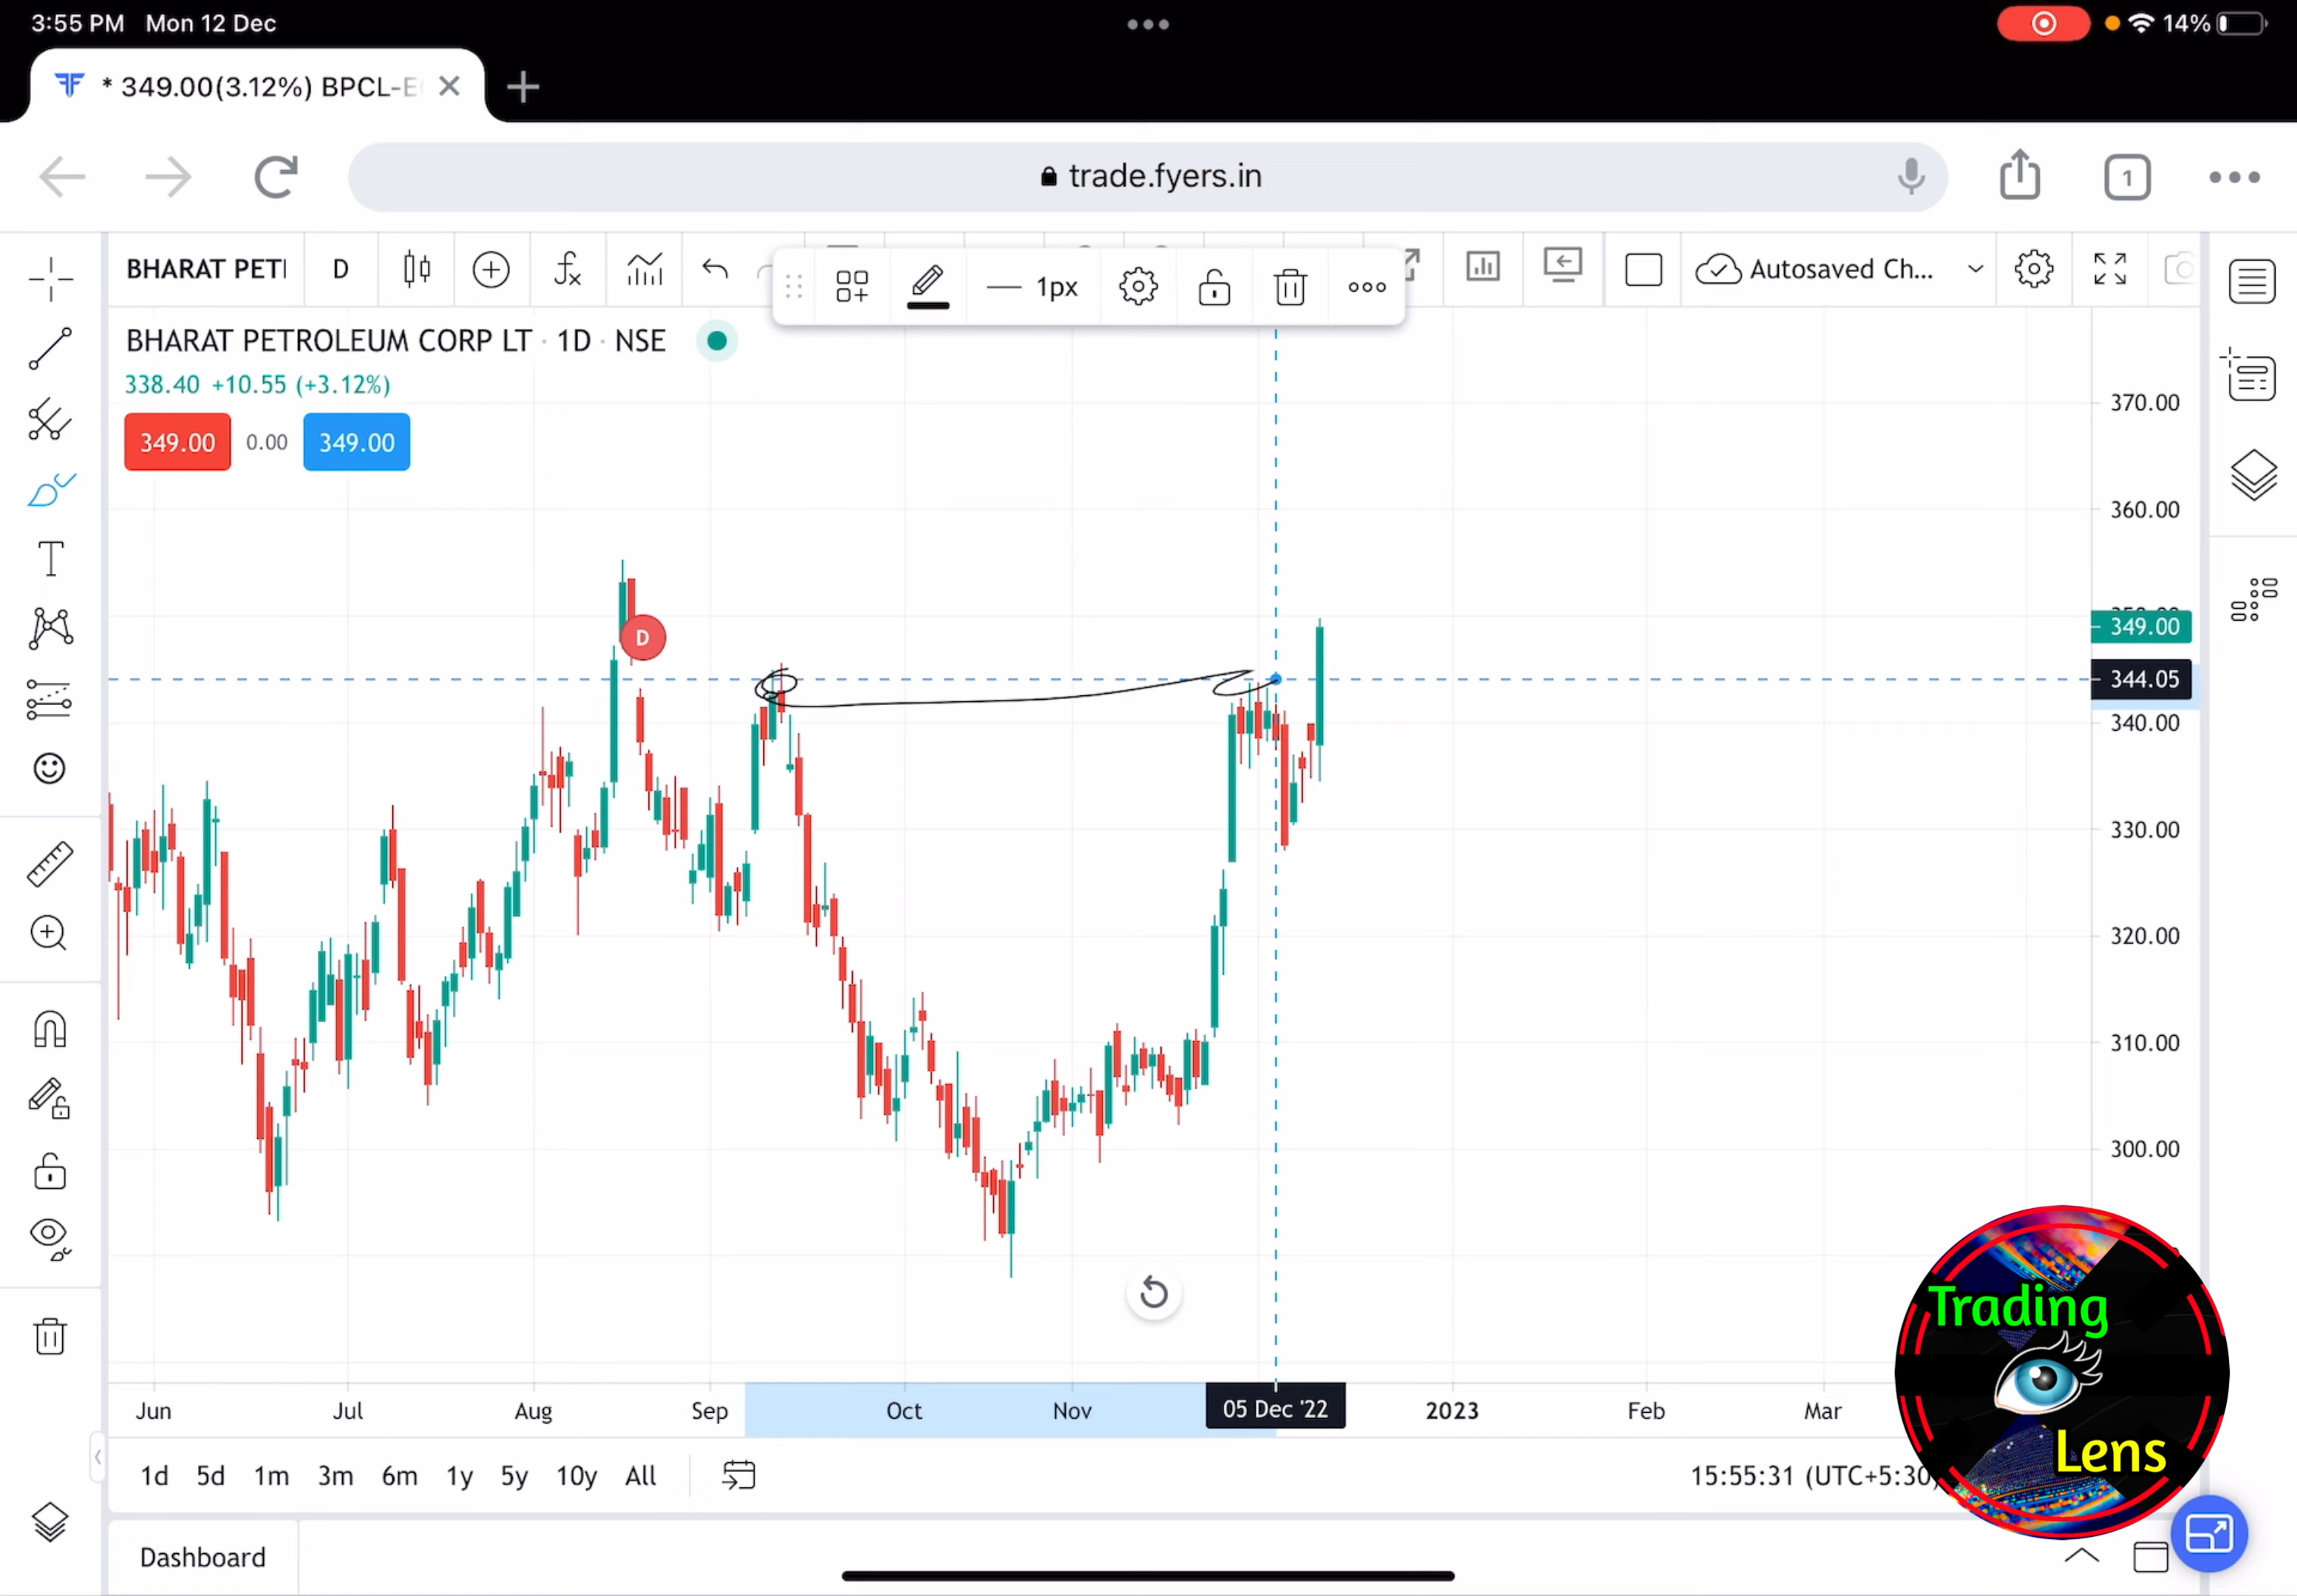 3:55 PM Mon 12 Dec
14%
* 349.00(3.12%) BPCL-E
trade.fyers.in
1
BHARAT PET
D
1px
Autosaved Ch...
BHARAT PETROLEUM CORP LT · 1D · NSE
338.40 +10.55 (+3.12%)
349.00 0.00 349.00
D
370.00
360.00
349.00
344.05
340.00
330.00
320.00
310.00
300.00
Jun Jul Aug Sep Oct Nov 05 Dec '22 2023 Feb Mar
1d 5d 1m 3m 6m 1y 5y 10y All
15:55:31 (UTC+5:30)
Dashboard
Trading
Lens